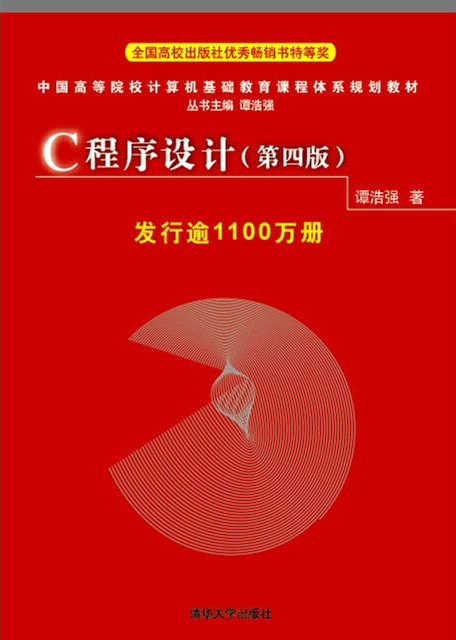 全国高校出版社优秀畅销书特等奖
中国高等院校计算机基础教育课程体系规划教材
丛书主编 谭浩强
C程序设计(第四版)
谭浩强 著
发行逾1100万册
清华大学出版社